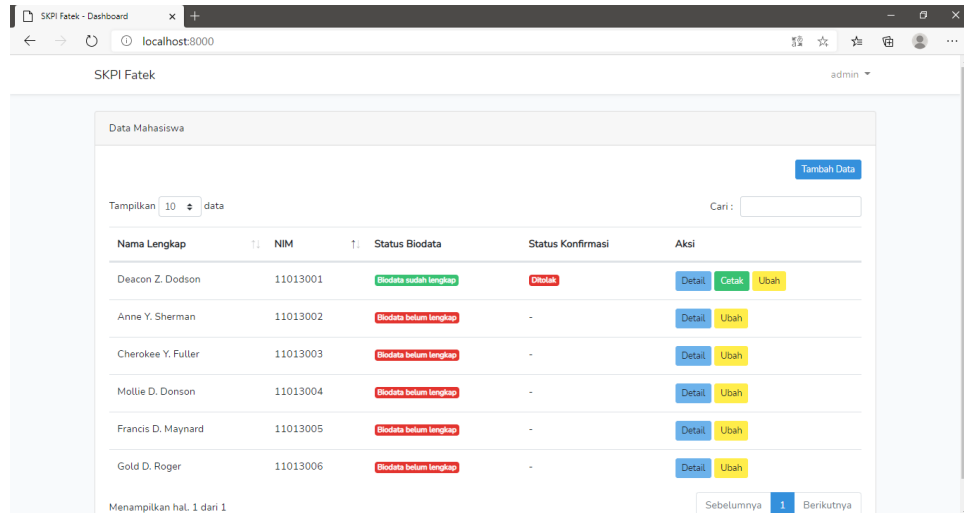 SKPI Fatek - Dashboard
localhost:8000
SKPI Fatek admin
Data Mahasiswa
Tambah Data
Tampilkan 10 data Cari :
Nama Lengkap NIM Status Biodata Status Konfirmasi Aksi
Deacon Z. Dodson 11013001 Biodata sudah lengkap Ditolak Detail Cetak Ubah
Anne Y. Sherman 11013002 Biodata belum lengkap - Detail Ubah
Cherokee Y. Fuller 11013003 Biodata belum lengkap - Detail Ubah
Mollie D. Donson 11013004 Biodata belum lengkap - Detail Ubah
Francis D. Maynard 11013005 Biodata belum lengkap - Detail Ubah
Gold D. Roger 11013006 Biodata belum lengkap - Detail Ubah
Menampilkan hal. 1 dari 1 Sebelumnya 1 Berikutnya